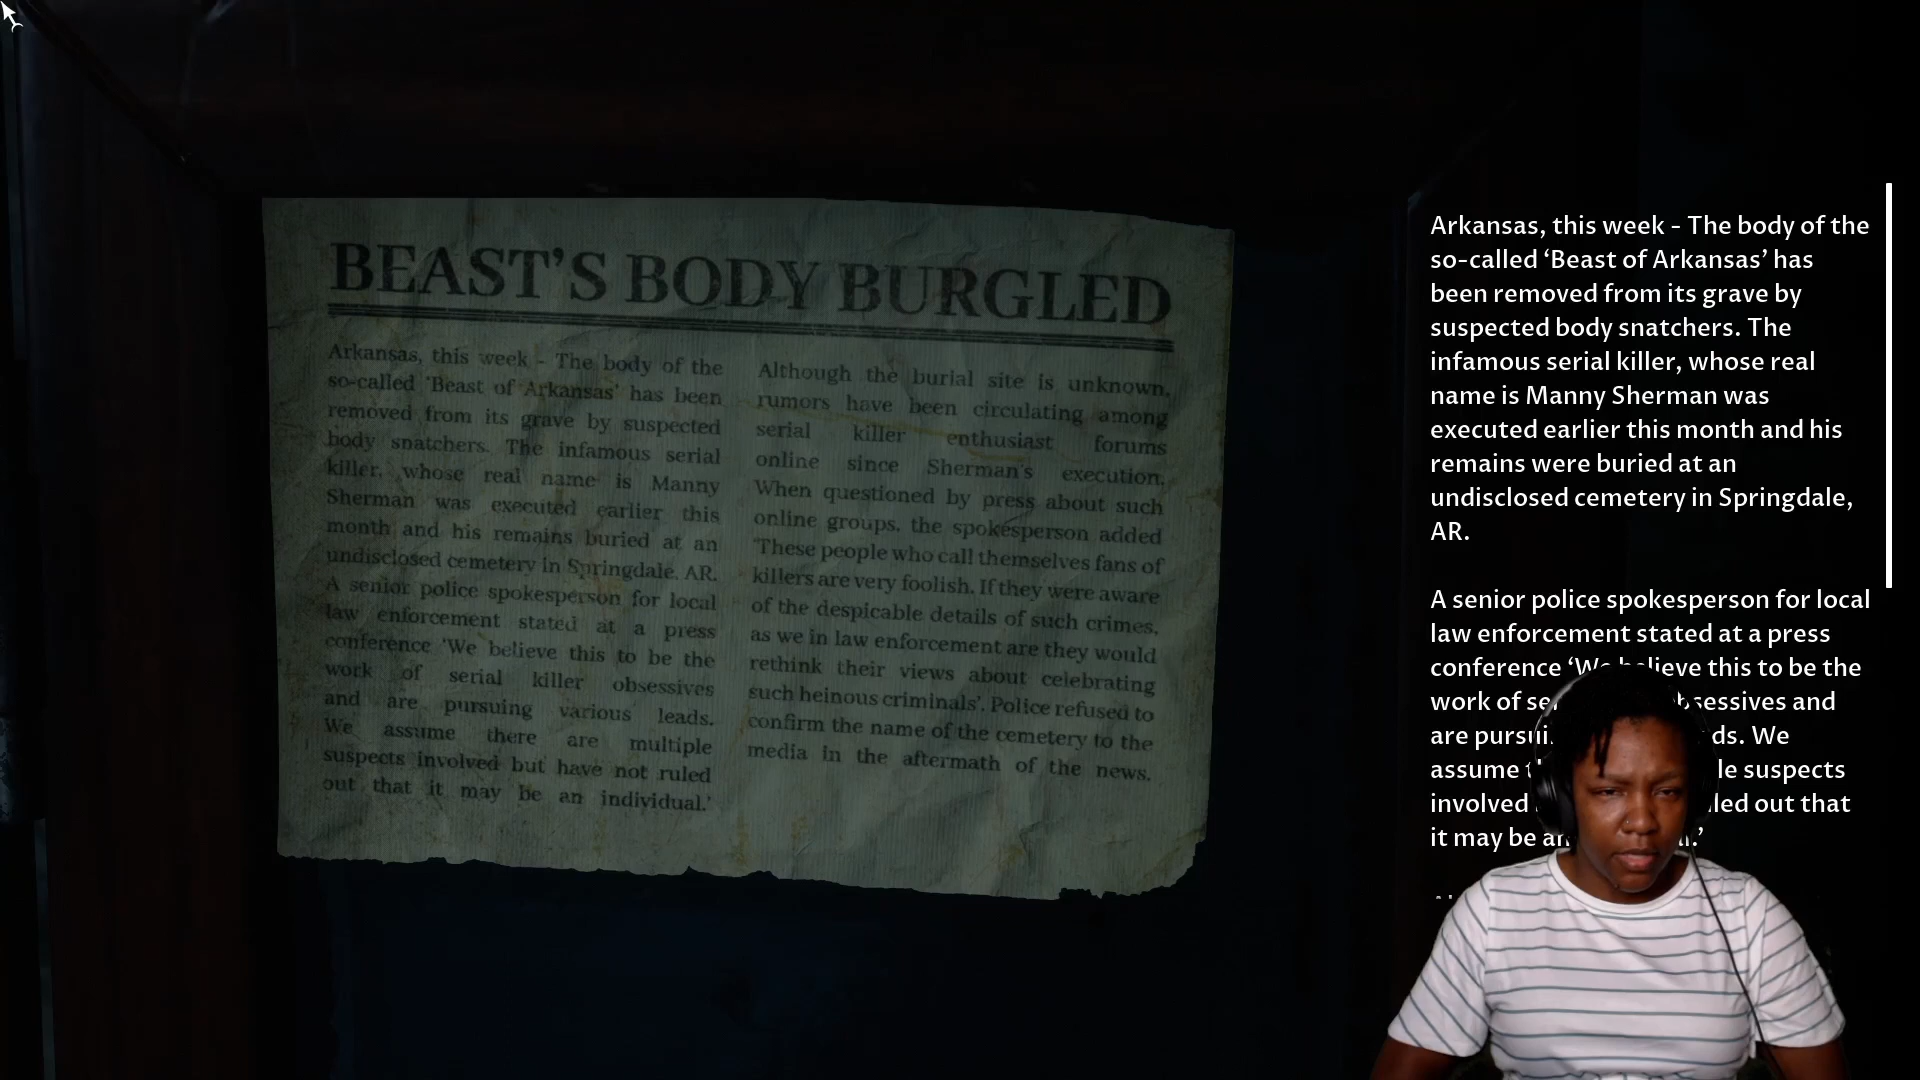 BEAST'S BODY BURGLED
Arkansas, this week - The body of the
so-called 'Beast of Arkansas' has been
removed from its grave by suspected
body snatchers. The infamous serial
killer, whose real name is Manny
Sherman was executed earlier this
month and his remains buried at an
undisclosed cemetery in Springdale, AR.
A senior police spokesperson for local
law enforcement stated at a press
conference 'We believe this to be the
work of serial killer obsessives
and are pursuing various leads.
We assume there are multiple
suspects involved but have not ruled
out that it may be an individual.'
Although the burial site is unknown,
rumors have been circulating among
serial killer enthusiast forums
online since Sherman's execution.
When questioned by press about such
online groups, the spokesperson added
'These people who call themselves fans of
killers are very foolish. If they were aware
of the despicable details of such crimes,
as we in law enforcement are they would
rethink their views about celebrating
such heinous criminals'. Police refused to
confirm the name of the cemetery to the
media in the aftermath of the news.
Arkansas, this week - The body of the
so-called ‘Beast of Arkansas’ has
been removed from its grave by
suspected body snatchers. The
infamous serial killer, whose real
name is Manny Sherman was
executed earlier this month and his
remains were buried at an
undisclosed cemetery in Springdale,
AR.
A senior police spokesperson for local
law enforcement stated at a press
conference ‘We believe this to be the
work of obsessives and
are We
assume suspects
involved out that
it may be